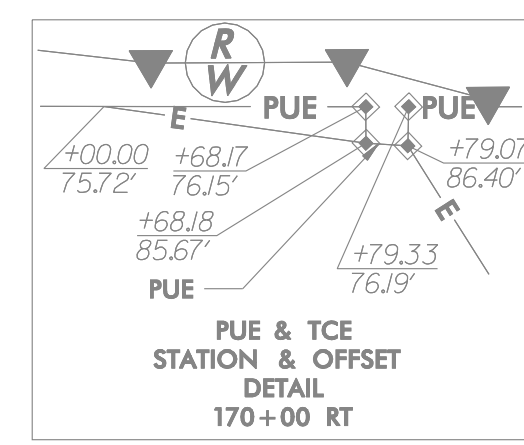 R
W
PUE
PUE
E
+00.00
75.72'
+68.17
76.15'
+79.07
86.40'
+68.18
85.67'
E
+79.33
76.19'
PUE
PUE & TCE
STATION & OFFSET
DETAIL
170+00 RT